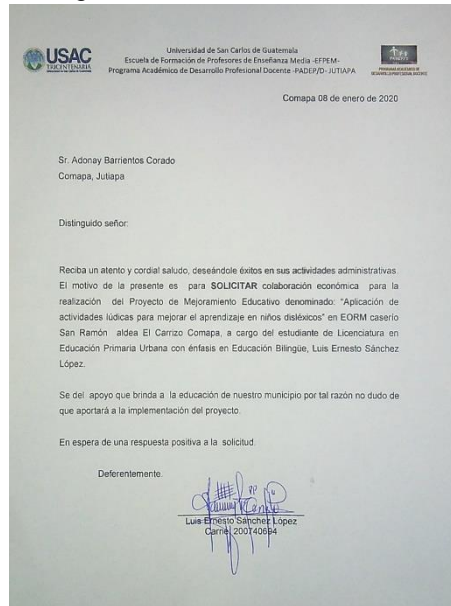 USAC
TRICENTENARIA
Universidad de San Carlos de Guatemala
Escuela de Formación de Profesores de Enseñanza Media -EFPEM-
Programa Académico de Desarrollo Profesional Docente -PADEP/D- JUTIAPA
Comapa 08 de enero de 2020
Sr. Adonay Barrientos Corado
Comapa, Jutiapa
Distinguido señor:
Reciba un atento y cordial saludo, deseándole éxitos en sus actividades administrativas.
El motivo de la presente es para SOLICITAR colaboración económica para la
realización del Proyecto de Mejoramiento Educativo denominado: "Aplicación de
actividades lúdicas para mejorar el aprendizaje en niños disléxicos" en EORM caserío
San Ramón aldea El Carrizo Comapa, a cargo del estudiante de Licenciatura en
Educación Primaria Urbana con énfasis en Educación Bilingüe, Luis Ernesto Sánchez
López.
Se del apoyo que brinda a la educación de nuestro municipio por tal razón no dudo de
que aportará a la implementación del proyecto.
En espera de una respuesta positiva a la solicitud.
Deferentemente.
Luis Ernesto Sánchez López
Carné 200740694